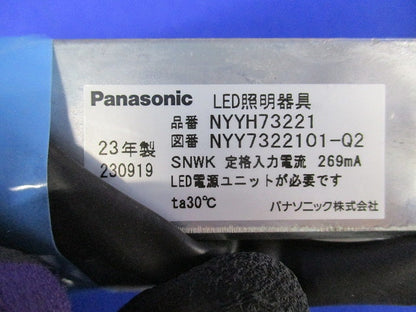 Panasonic LED照明器具
品番 NYYH73221
23年製 図番 NYY7322101-Q2
230919 SNWK 定格入力電流 269mA
LED電源ユニットが必要です
ta30℃ パナソニック株式会社